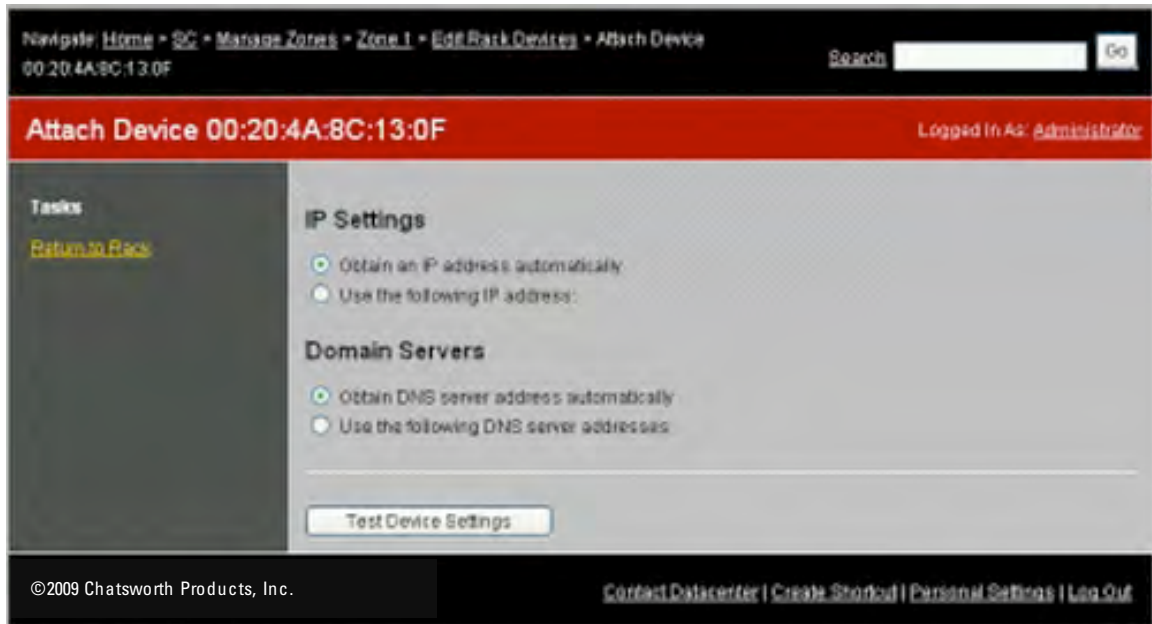 Navigate: Home * SC * Manage Zones * Zone 1 * Edit Rack Devices * Attach Device
00:20:4A:8C:13:0F
Search
Go
Attach Device 00:20:4A:8C:13:0F
Logged In As: Administrator
Tasks
Return to Rack
IP Settings
Obtain an IP address automatically
Use the following IP address:
Domain Servers
Obtain DNS server address automatically
Use the following DNS server addresses
Test Device Settings
©2009 Chatsworth Products, Inc.
Contact Datacenter | Create Shortcut | Personal Settings | Log Out